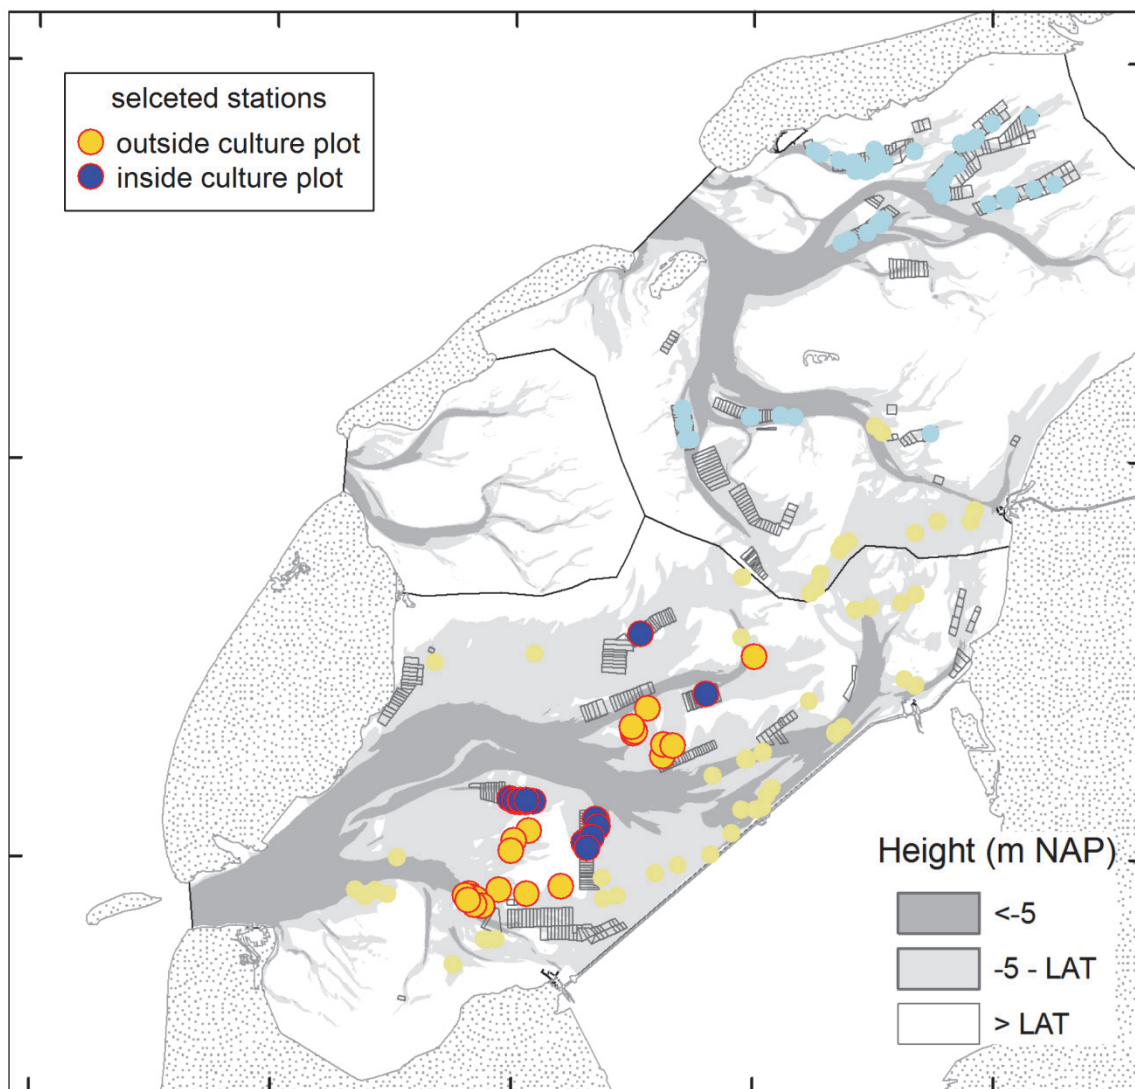 selceted stations
outside culture plot
inside culture plot
Height (m NAP)
<-5
-5 - LAT
> LAT